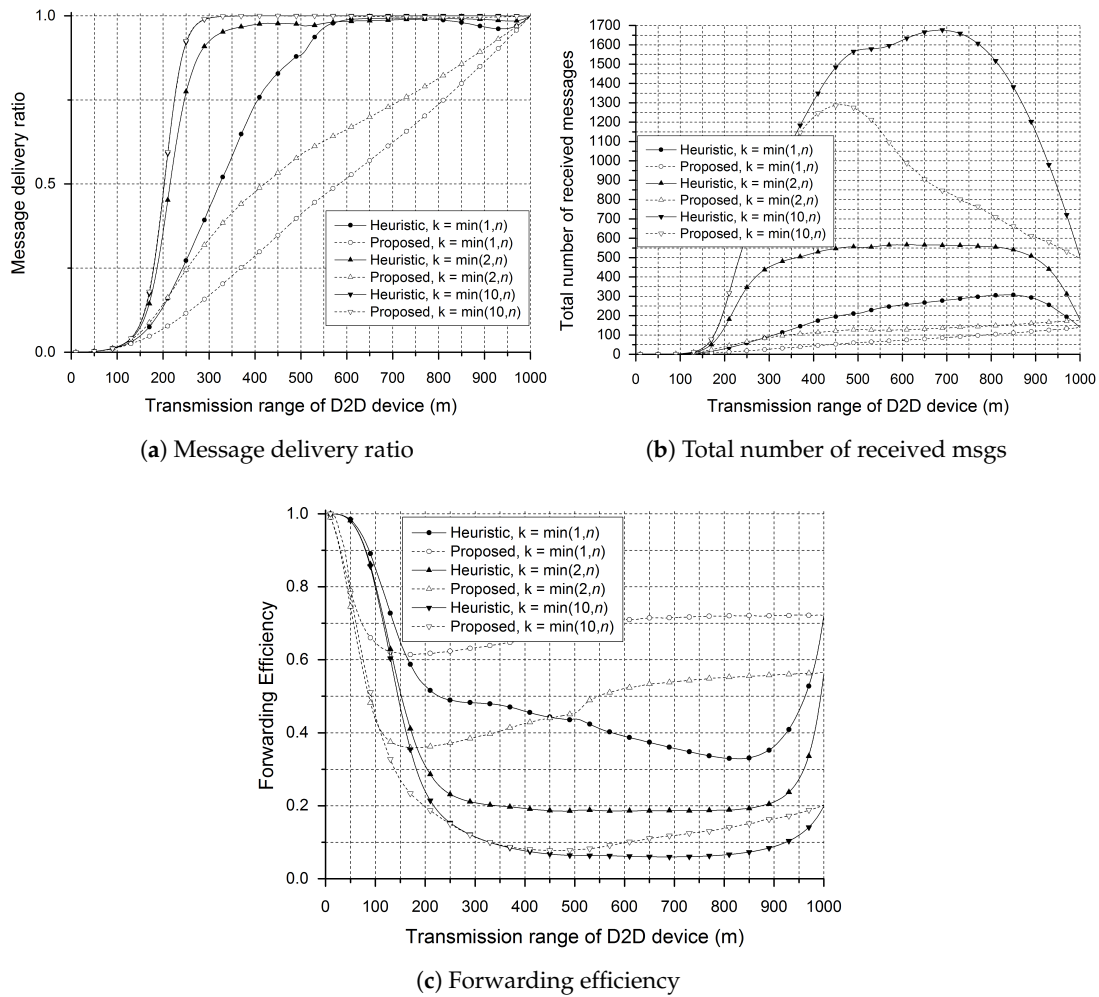 1.0
0.5
0.0
Message delivery ratio
Heuristic, k = min(1,n)
Proposed, k = min(1,n)
Heuristic, k = min(2,n)
Proposed, k = min(2,n)
Heuristic, k = min(10,n)
Proposed, k = min(10,n)
0 100 200 300 400 500 600 700 800 900 1000
Transmission range of D2D device (m)
(a) Message delivery ratio
1700
1600
1500
1400
1300
1200
1100
1000
900
800
700
600
500
400
300
200
100
0
Total number of received messages
Heuristic, k = min(1,n)
Proposed, k = min(1,n)
Heuristic, k = min(2,n)
Proposed, k = min(2,n)
Heuristic, k = min(10,n)
Proposed, k = min(10,n)
0 100 200 300 400 500 600 700 800 900 1000
Transmission range of D2D device (m)
(b) Total number of received msgs
1.0
0.8
0.6
0.4
0.2
0.0
Forwarding Efficiency
Heuristic, k = min(1,n)
Proposed, k = min(1,n)
Heuristic, k = min(2,n)
Proposed, k = min(2,n)
Heuristic, k = min(10,n)
Proposed, k = min(10,n)
0 100 200 300 400 500 600 700 800 900 1000
Transmission range of D2D device (m)
(c) Forwarding efficiency